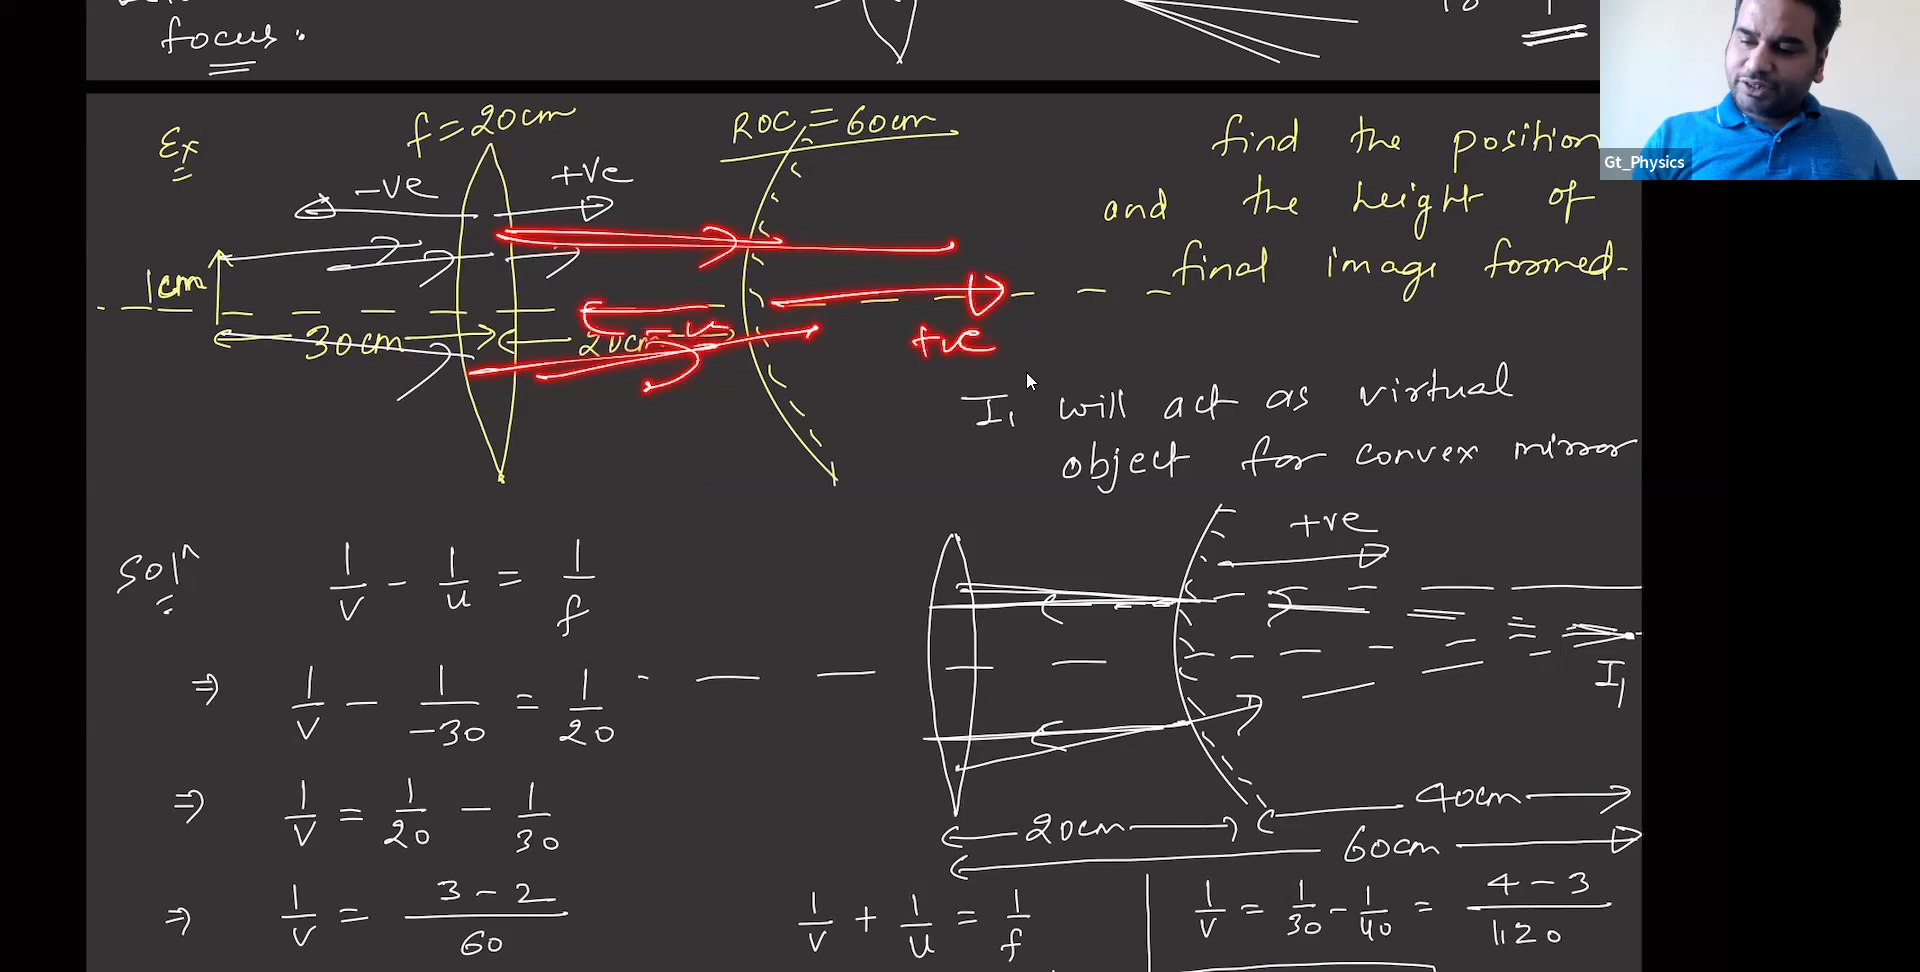 focus.
Ex
f = 20cm
ROC = 60cm
find the position
and the height of
final image formed-
Gt_Physics
-ve
+ve
1cm
30cm
20cm
-v
+ve
I₁ will act as virtual
object for convex mirror
Solⁿ
1/v - 1/u = 1/f
⇒ 1/v - 1/-30 = 1/20
⇒ 1/v = 1/20 - 1/30
⇒ 1/v = 3-2/60
+ve
I₁
20cm
40cm
60cm
1/v + 1/u = 1/f
1/v = 1/30 - 1/40 = 4-3/120